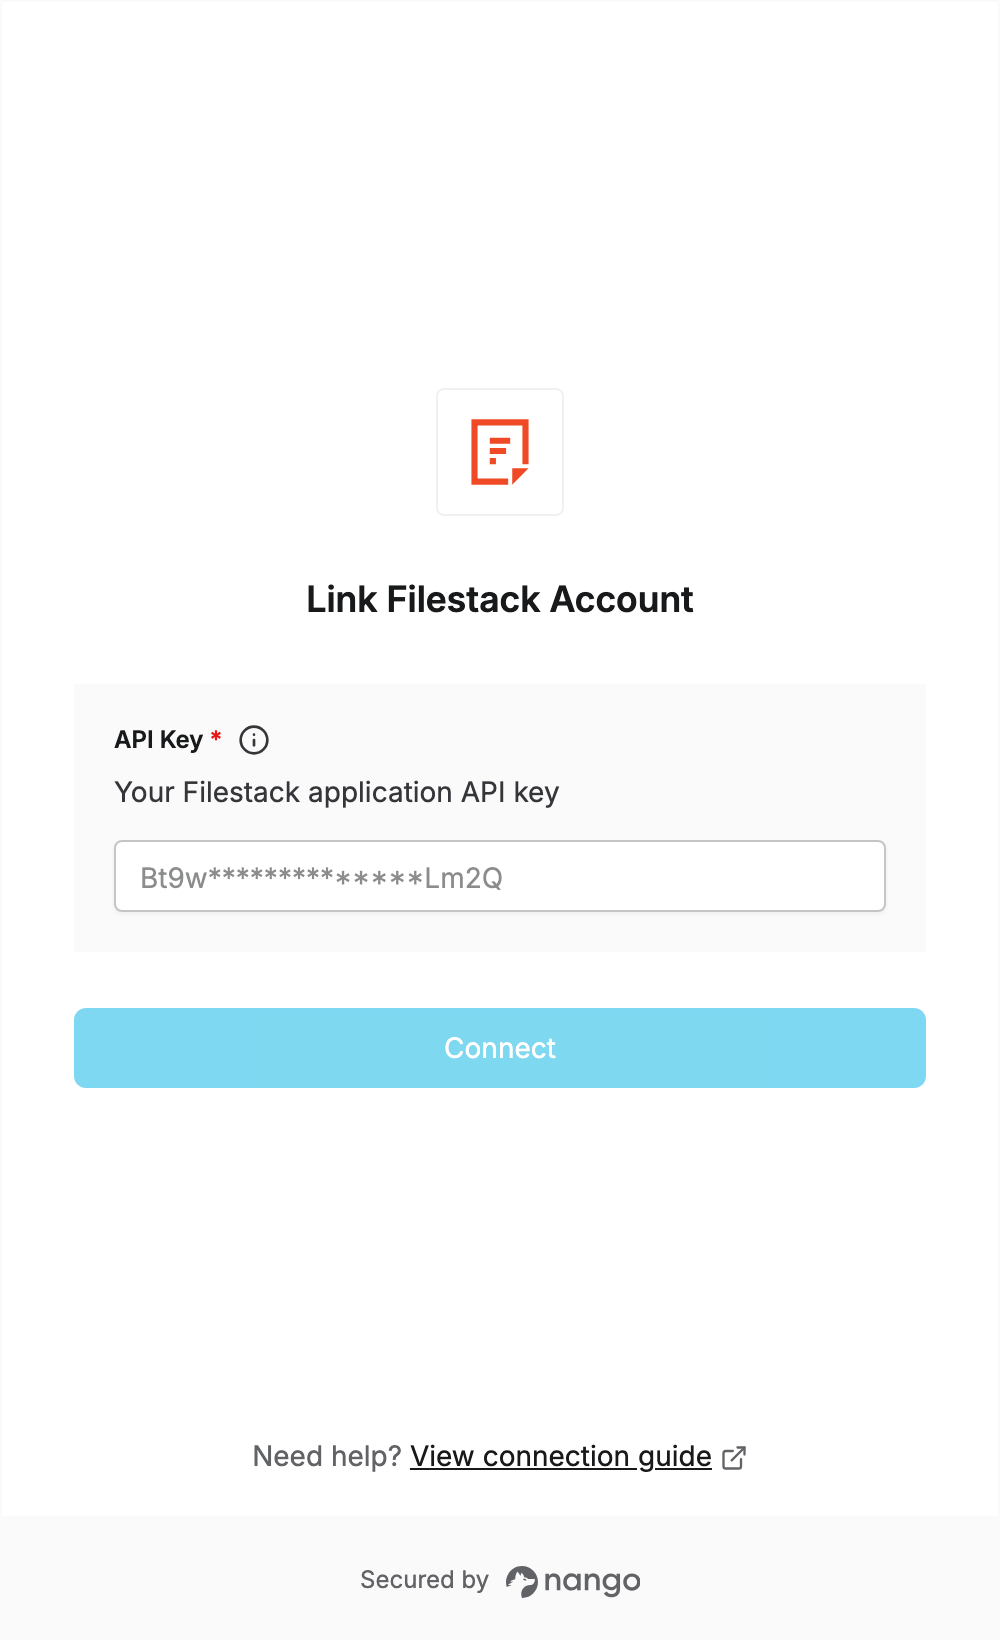 Link Filestack Account
API Key *
Your Filestack application API key
Bt9w**************Lm2Q
Connect
Need help? View connection guide
Secured by nango